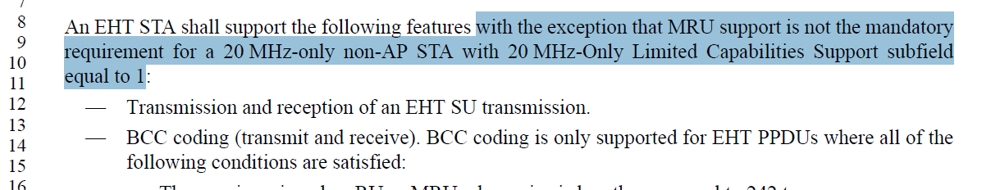 7
8 An EHT STA shall support the following features with the exception that MRU support is not the mandatory
9 requirement for a 20 MHz-only non-AP STA with 20 MHz-Only Limited Capabilities Support subfield
10
11 equal to 1:
12 — Transmission and reception of an EHT SU transmission.
13
14 — BCC coding (transmit and receive). BCC coding is only supported for EHT PPDUs where all of the
15 following conditions are satisfied:
16